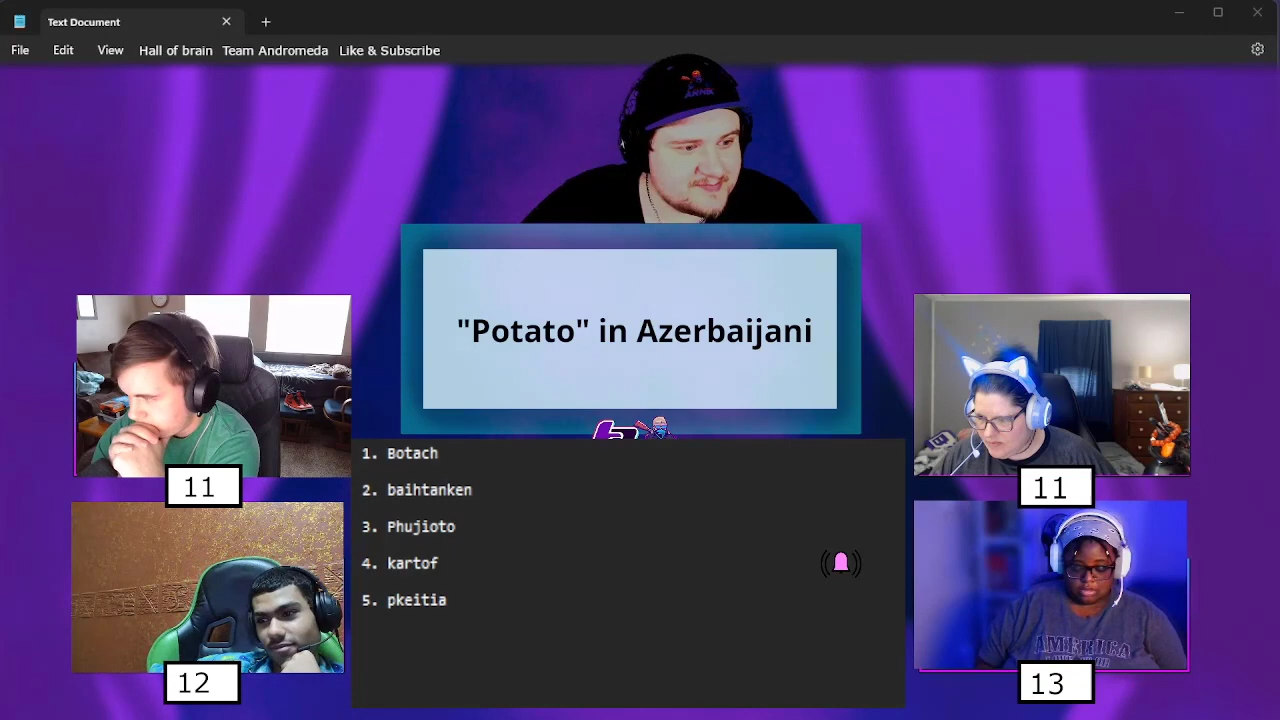 Text Document
File Edit View Hall of brain Team Andromeda Like & Subscribe
"Potato" in Azerbaijani
1. Botach
2. baihtanken
3. Phujioto
4. kartof
5. pkeitia
11
11
12
13
AMERICA